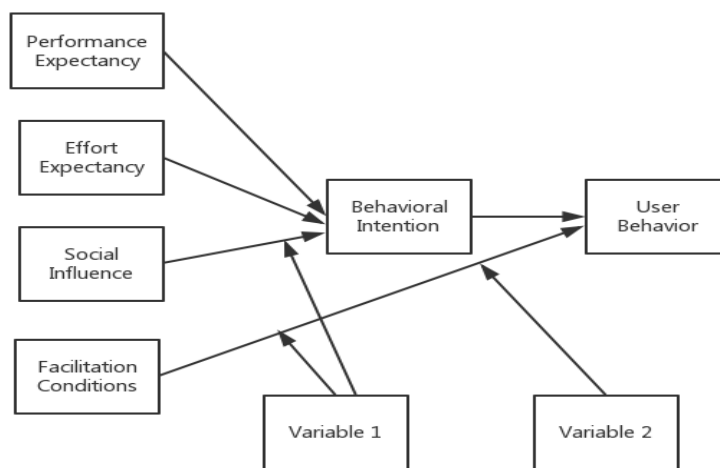 Performance
Expectancy
Effort
Expectancy
Social
Influence
Facilitation
Conditions
Behavioral
Intention
User
Behavior
Variable 1
Variable 2